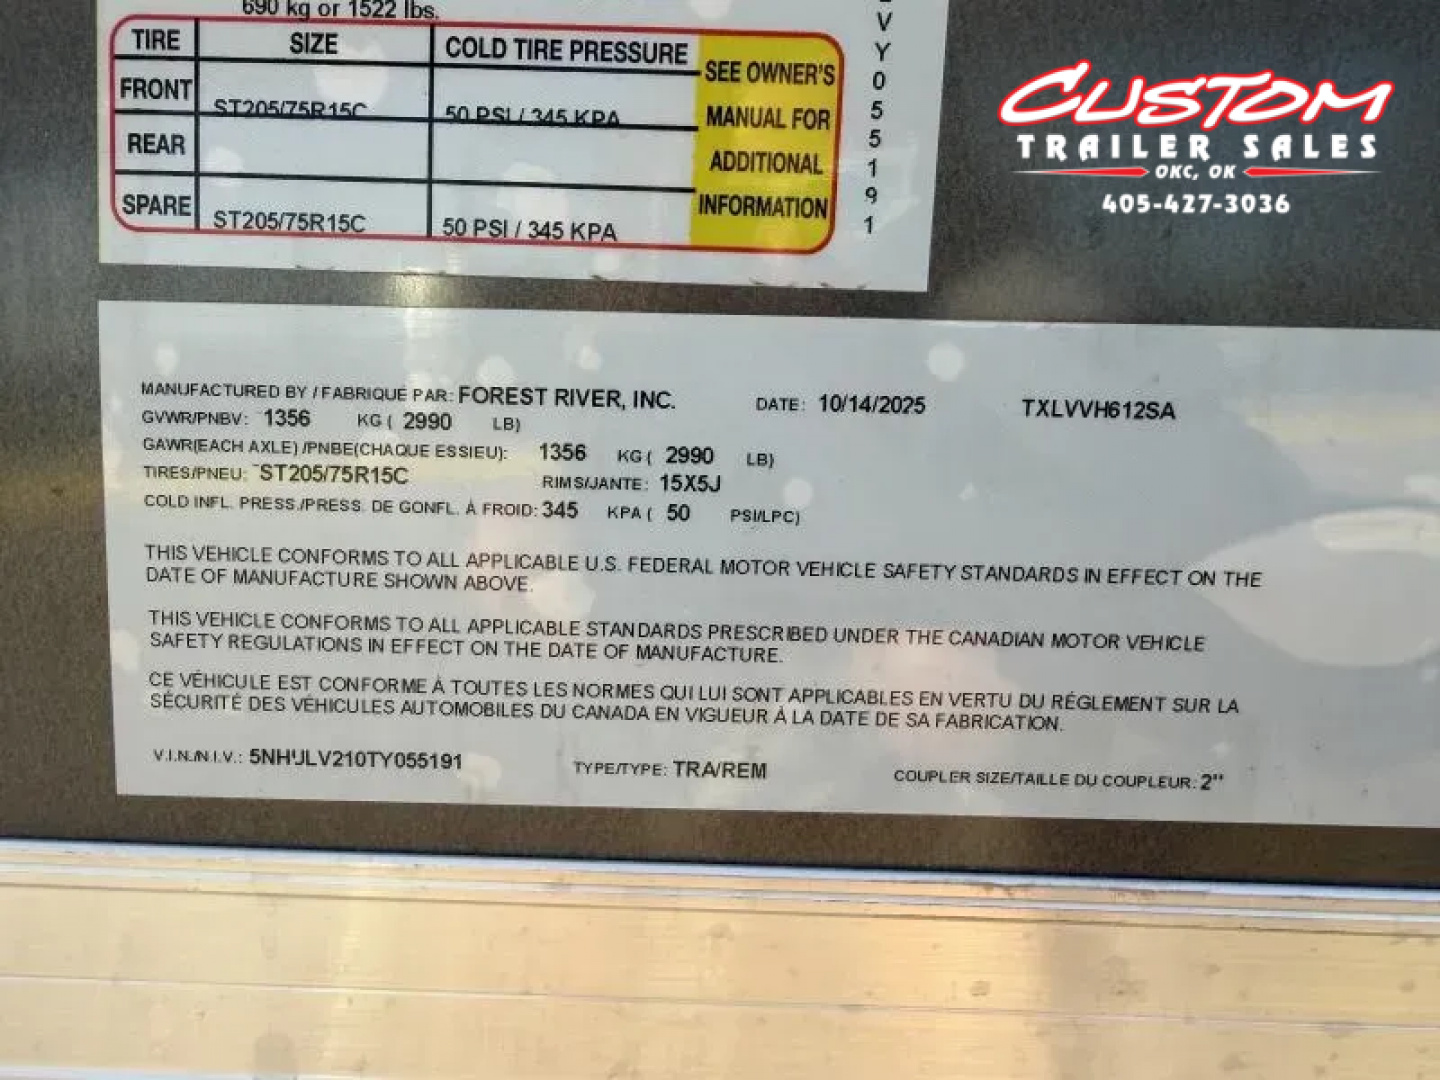 690 kg or 1522 lbs.
TIRE SIZE COLD TIRE PRESSURE
FRONT ST205/75R15C 50 PSI / 345 KPA
REAR
SPARE ST205/75R15C 50 PSI / 345 KPA
SEE OWNER'S
MANUAL FOR
ADDITIONAL
INFORMATION
V
Y
0
5
5
1
9
1
CUSTOM
TRAILER SALES
OKC, OK
405-427-3036
MANUFACTURED BY / FABRIQUÉ PAR: FOREST RIVER, INC. DATE: 10/14/2025 TXLVVH612SA
GVWR/PNBV: 1356 KG ( 2990 LB)
GAWR(EACH AXLE) /PNBE(CHAQUE ESSIEU): 1356 KG ( 2990 LB)
TIRES/PNEU: ST205/75R15C RIMS/JANTE: 15X5J
COLD INFL. PRESS./PRESS. DE GONFL. À FROID: 345 KPA ( 50 PSI/LPC)
THIS VEHICLE CONFORMS TO ALL APPLICABLE U.S. FEDERAL MOTOR VEHICLE SAFETY STANDARDS IN EFFECT ON THE
DATE OF MANUFACTURE SHOWN ABOVE.
THIS VEHICLE CONFORMS TO ALL APPLICABLE STANDARDS PRESCRIBED UNDER THE CANADIAN MOTOR VEHICLE
SAFETY REGULATIONS IN EFFECT ON THE DATE OF MANUFACTURE.
CE VÉHICULE EST CONFORME À TOUTES LES NORMES QUI LUI SONT APPLICABLES EN VERTU DU RÉGLEMENT SUR LA
SÉCURITÉ DES VÉHICULES AUTOMOBILES DU CANADA EN VIGUEUR À LA DATE DE SA FABRICATION.
V.I.N./N.I.V.: 5NHULV210TY055191 TYPE/TYPE: TRA/REM COUPLER SIZE/TAILLE DU COUPLEUR: 2"